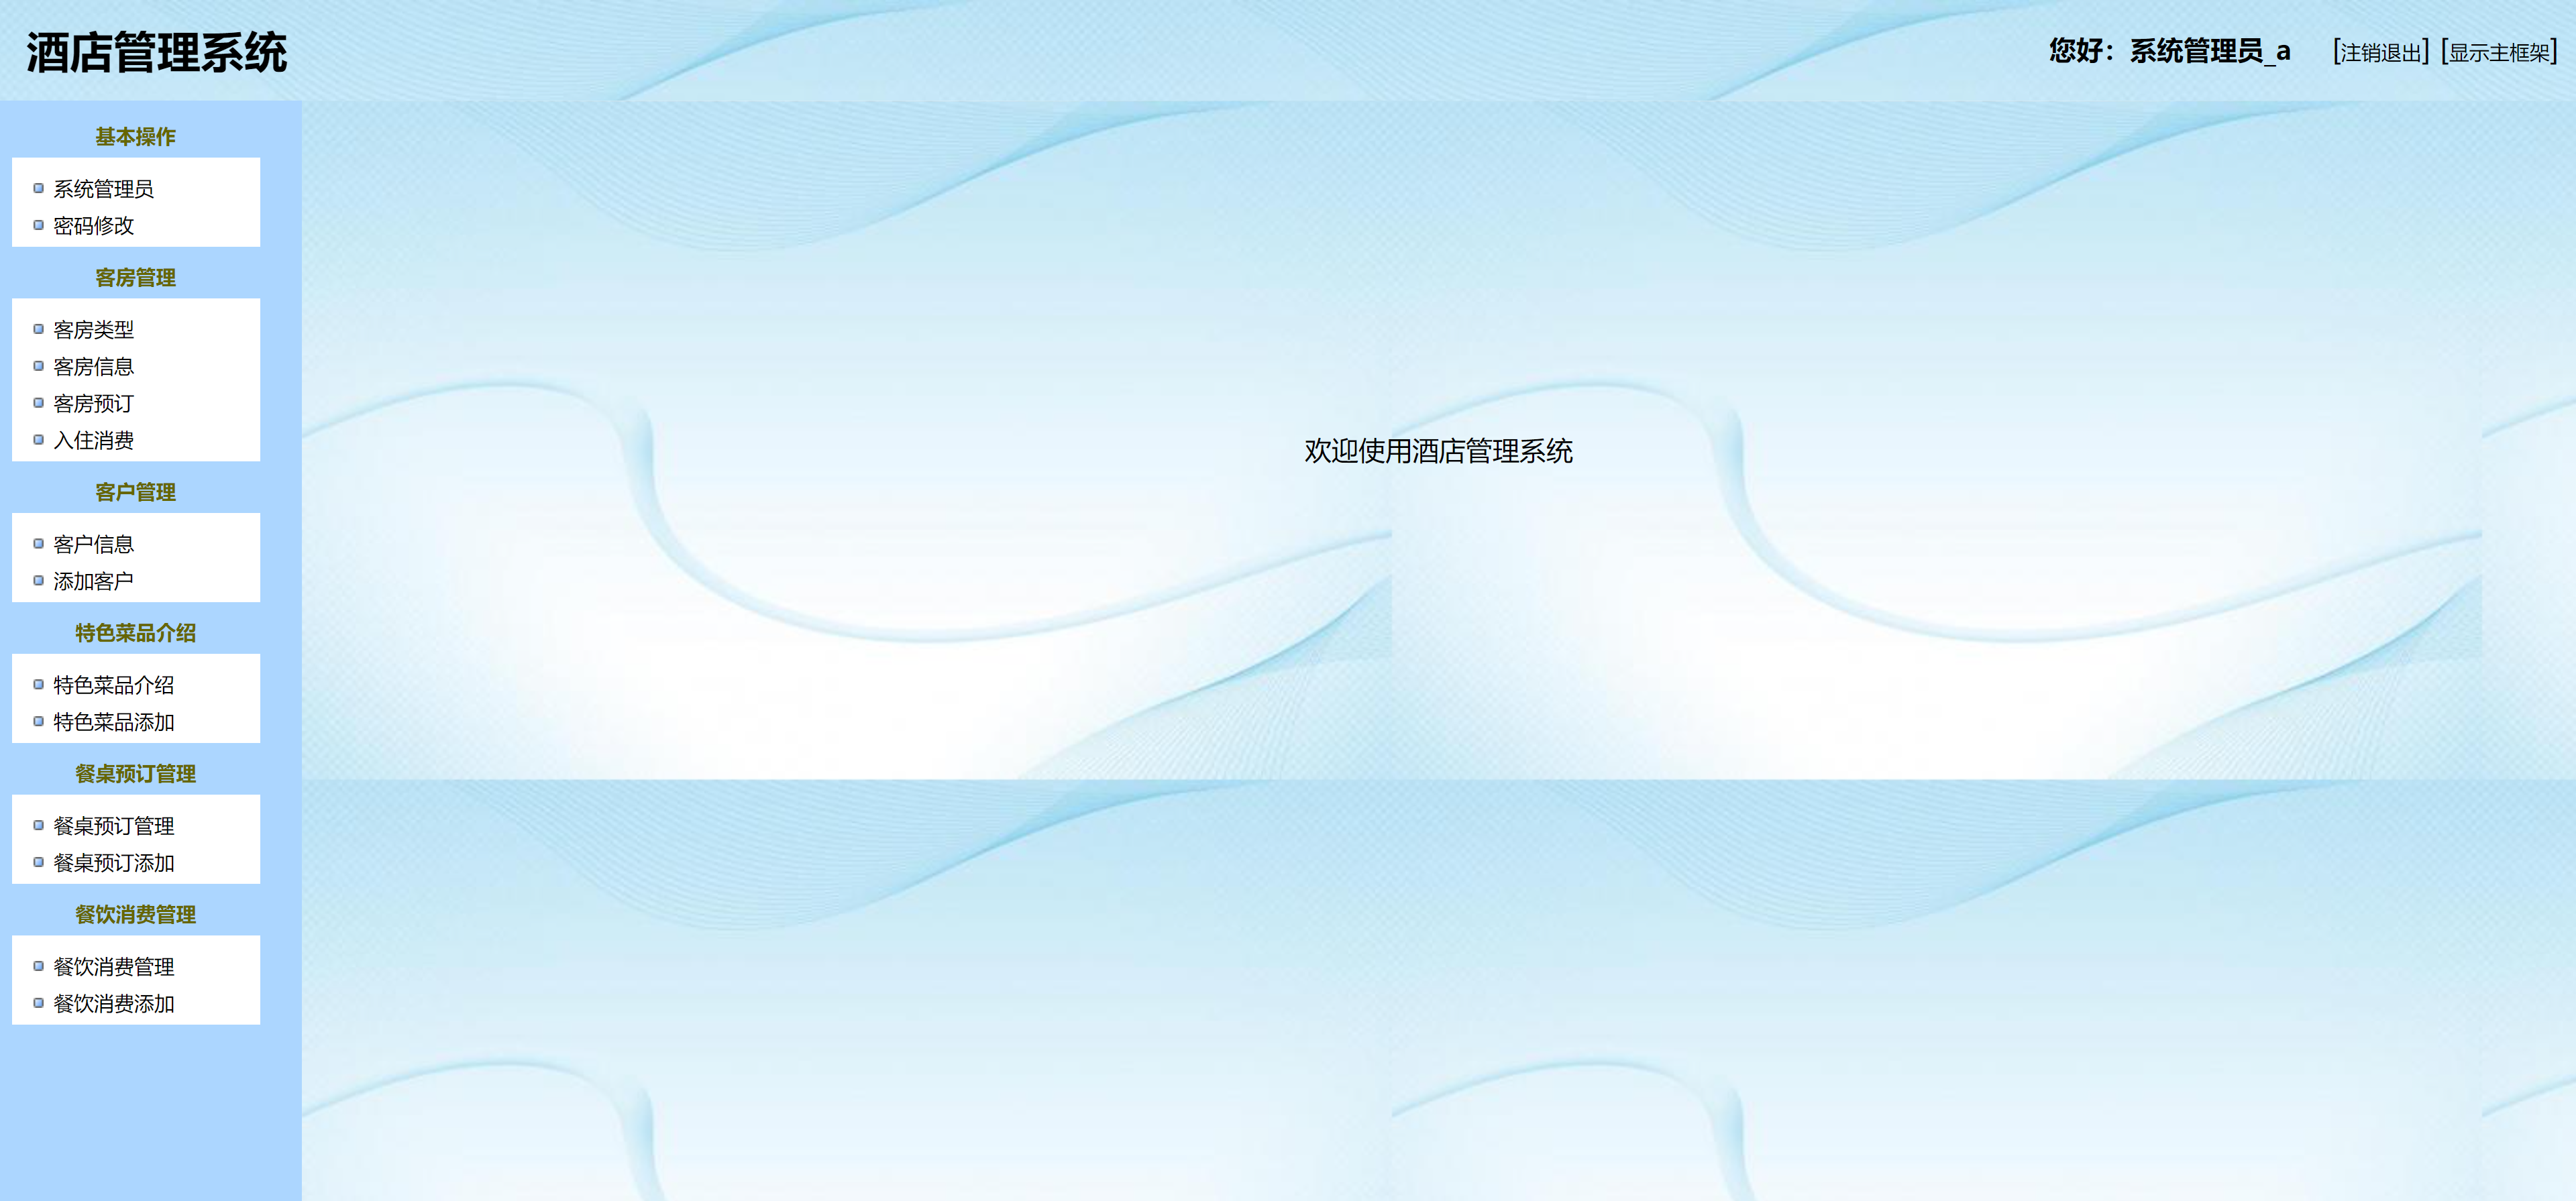 酒店管理系统
您好：系统管理员_a [注销退出] [显示主框架]
基本操作
系统管理员
密码修改
客房管理
客房类型
客房信息
客房预订
入住消费
客户管理
客户信息
添加客户
特色菜品介绍
特色菜品介绍
特色菜品添加
餐桌预订管理
餐桌预订管理
餐桌预订添加
餐饮消费管理
餐饮消费管理
餐饮消费添加
欢迎使用酒店管理系统